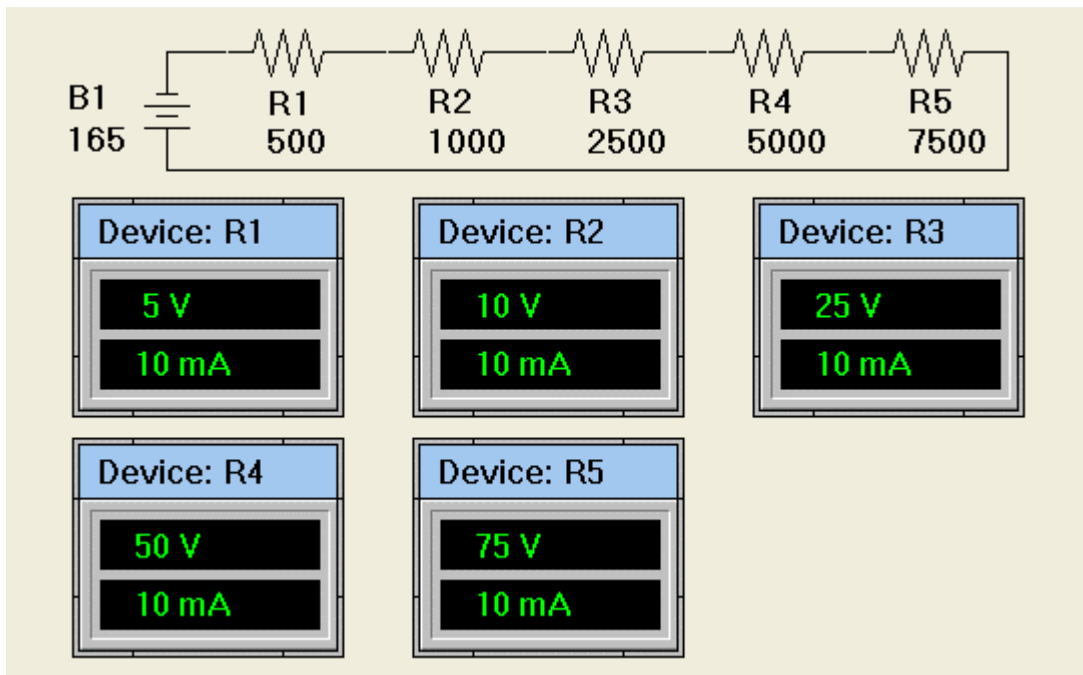 B1
165
R1
500
R2
1000
R3
2500
R4
5000
R5
7500
Device: R1
5 V
10 mA
Device: R2
10 V
10 mA
Device: R3
25 V
10 mA
Device: R4
50 V
10 mA
Device: R5
75 V
10 mA